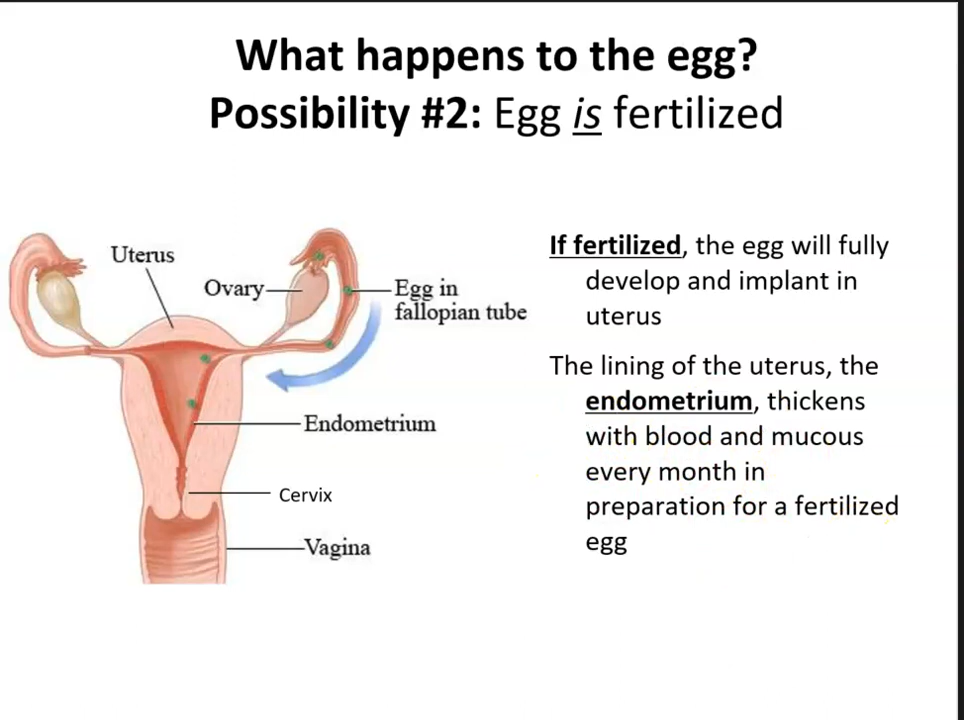 What happens to the egg?
Possibility #2: Egg is fertilized
Uterus
Ovary
Egg in
fallopian tube
Endometrium
Cervix
Vagina
If fertilized, the egg will fully
develop and implant in
uterus
The lining of the uterus, the
endometrium, thickens
with blood and mucous
every month in
preparation for a fertilized
egg